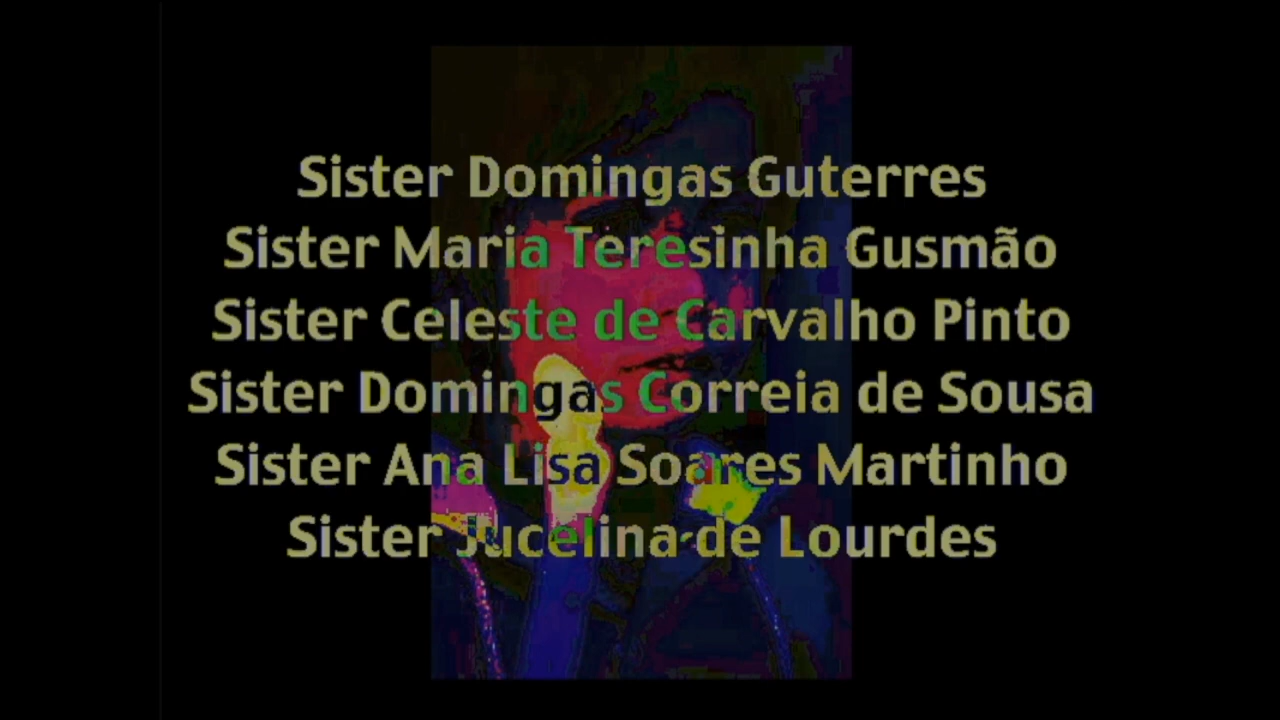 Sister Domingas Guterres
Sister Maria Teresinha Gusmão
Sister Celeste de Carvalho Pinto
Sister Domingas Correia de Sousa
Sister Ana Lisa Soares Martinho
Sister Jucelina de Lourdes